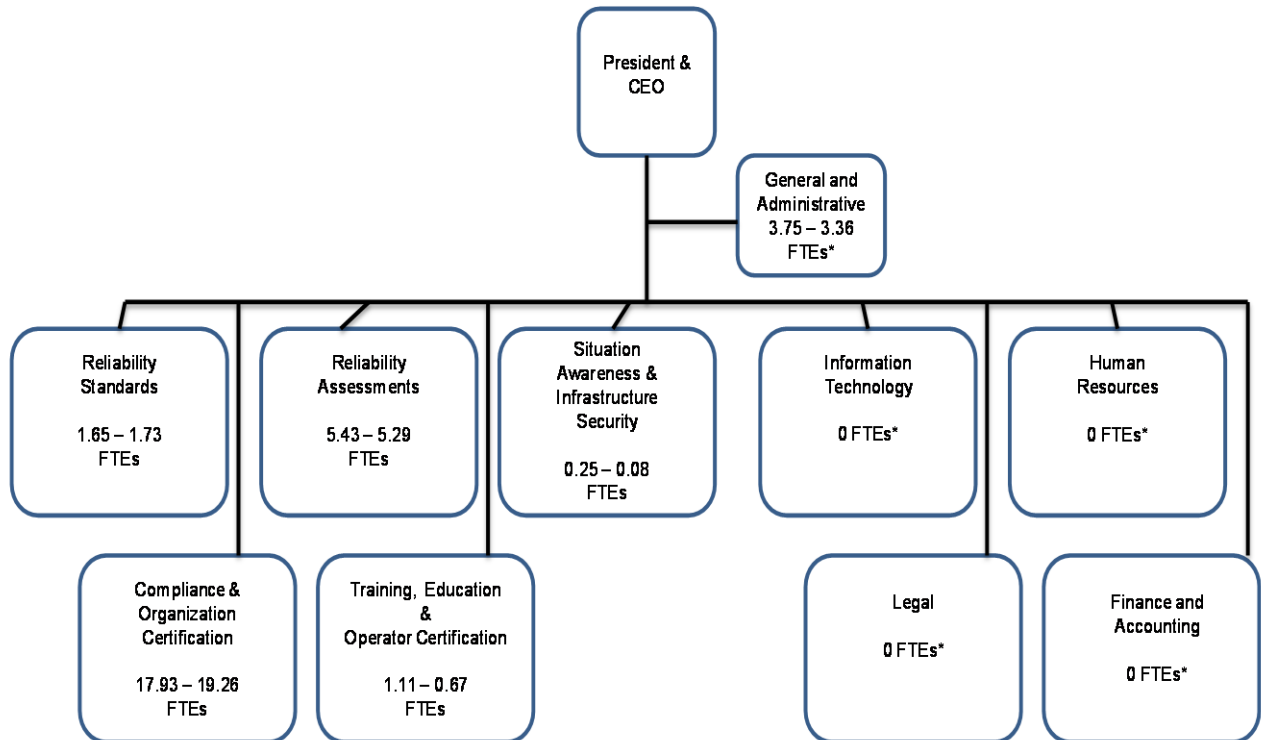 President &
CEO
General and
Administrative
3.75 – 3.36
FTEs*
Reliability
Standards
1.65 – 1.73
FTEs
Reliability
Assessments
5.43 – 5.29
FTEs
Situation
Awareness &
Infrastructure
Security
0.25 – 0.08
FTEs
Information
Technology
0 FTEs*
Human
Resources
0 FTEs*
Compliance &
Organization
Certification
17.93 – 19.26
FTEs
Training, Education
&
Operator Certification
1.11 – 0.67
FTEs
Legal
0 FTEs*
Finance and
Accounting
0 FTEs*